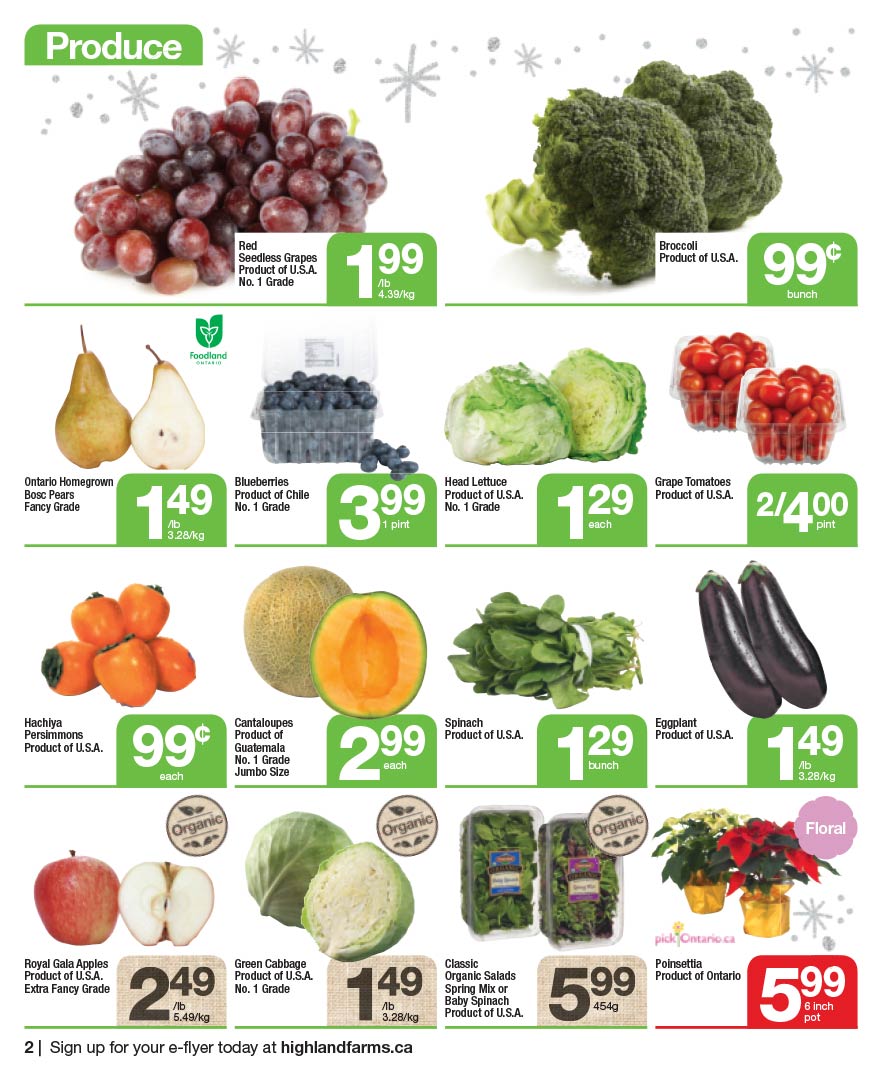 Produce
Red
Seedless Grapes
Product of U.S.A.
No. 1 Grade
1.99
/lb
4.39/kg
Broccoli
Product of U.S.A.
99¢
bunch
Foodland
ONTARIO
Ontario Homegrown
Bosc Pears
Fancy Grade
1.49
/lb
3.28/kg
Blueberries
Product of Chile
No. 1 Grade
3.99
1 pint
Head Lettuce
Product of U.S.A.
No. 1 Grade
1.29
each
Grape Tomatoes
Product of U.S.A.
2/4.00
pint
Hachiya
Persimmons
Product of U.S.A.
99¢
each
Cantaloupes
Product of
Guatemala
No. 1 Grade
Jumbo Size
2.99
each
Spinach
Product of U.S.A.
1.29
bunch
Eggplant
Product of U.S.A.
1.49
/lb
3.28/kg
Organic
Royal Gala Apples
Product of U.S.A.
Extra Fancy Grade
2.49
/lb
5.49/kg
Organic
Green Cabbage
Product of U.S.A.
No. 1 Grade
1.49
/lb
3.28/kg
Organic
ORGANIC
Baby Spinach
ORGANIC
Spring Mix
Classic
Organic Salads
Spring Mix or
Baby Spinach
Product of U.S.A.
5.99
454g
Floral
pickOntario.ca
Poinsettia
Product of Ontario
5.99
6 inch
pot
2 | Sign up for your e-flyer today at highlandfarms.ca